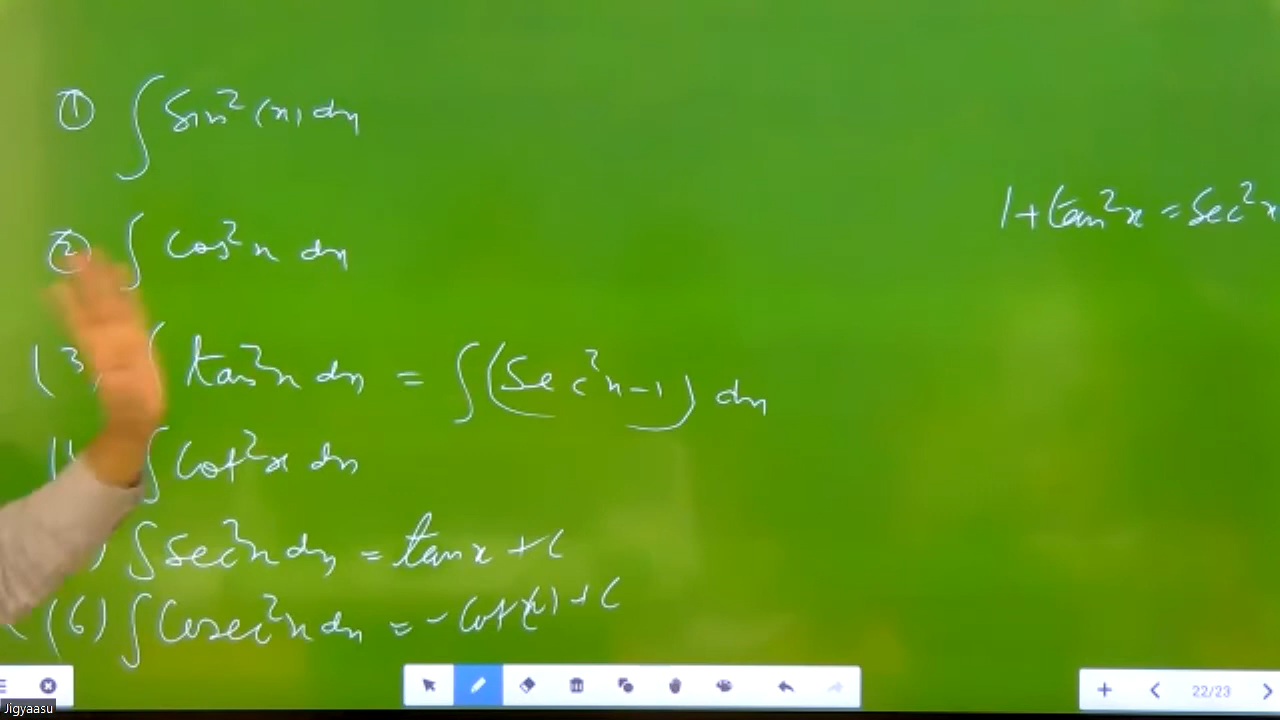 ① ∫ Sin²(x) dx
1+tan²x = Sec²x
② ∫ Cos²x dx
(3) ∫ tan²x dx = ∫(Sec²x-1) dx
∫ Cot²x dx
) ∫ Sec²x dx = tanx + C
(6) ∫ Cosec²x dx = -Cot(x) + C
22/23
Jigyaasu